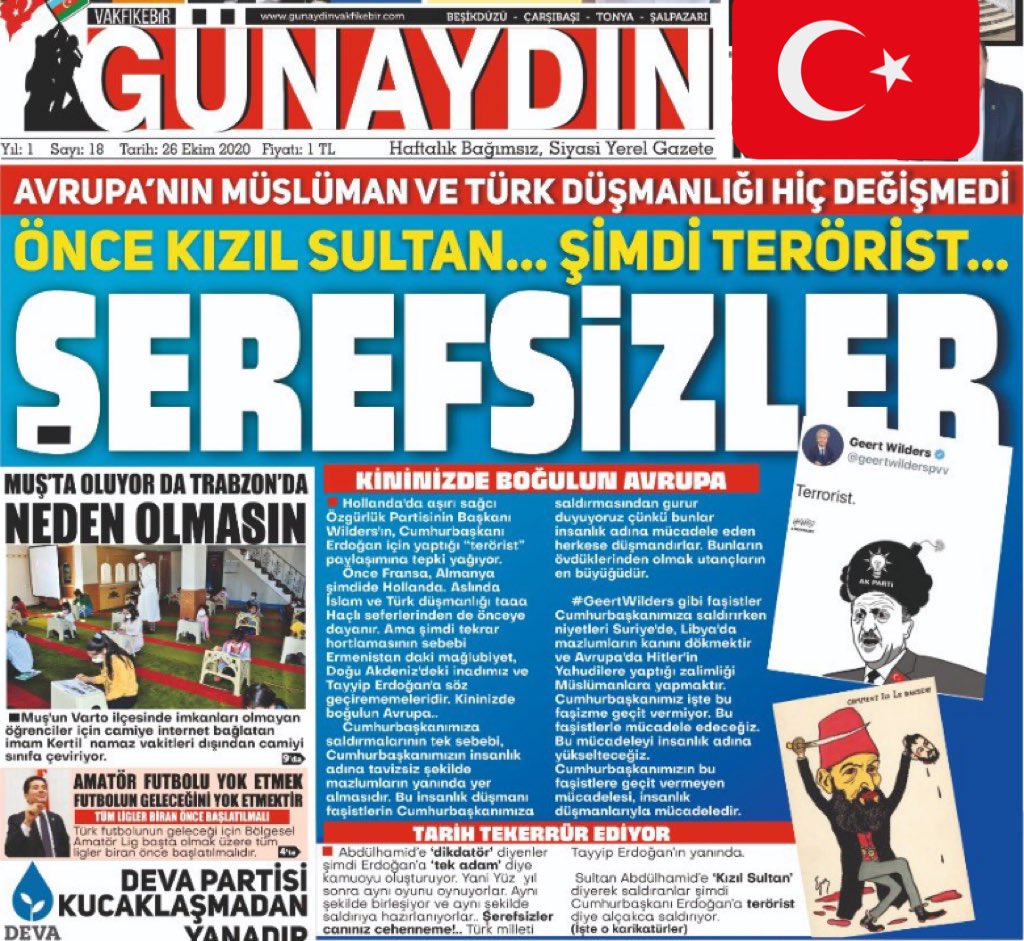 VAKFIKEBİR
www.gunaydinvakfikebir.com
BEŞİKDÜZÜ - ÇARŞIBAŞI - TONYA - ŞALPAZARI
GÜNAYDIN
Yıl: 1 Sayı: 18 Tarih: 26 Ekim 2020 Fiyatı: 1 TL
Haftalık Bağımsız, Siyasi Yerel Gazete
AVRUPA’NIN MÜSLÜMAN VE TÜRK DÜŞMANLIĞI HİÇ DEĞİŞMEDİ
ÖNCE KIZIL SULTAN... ŞİMDİ TERÖRİST...
ŞEREFSİZLER
MUŞ’TA OLUYOR DA TRABZON’DA
NEDEN OLMASIN
Muş'un Varto ilçesinde imkanları olmayan
öğrenciler için camiye internet bağlatan
imam Kertil namaz vakitleri dışından camiyi
sınıfa çeviriyor.
AMATÖR FUTBOLU YOK ETMEK
FUTBOLUN GELECEĞİNİ YOK ETMEKTİR
TÜM LİGLER BİRAN ÖNCE BAŞLATILMALI
Türk futbolunun geleceği için Bölgesel
Amatör Lig başta olmak üzere tüm
ligler biran önce başlatılmalıdır.
DEVA PARTİSİ
KUCAKLAŞMADAN
YANADIR
DEVA
KİNİNİZDE BOĞULUN AVRUPA
Hollanda'da aşırı sağcı
Özgürlük Partisinin Başkanı
Wilders'ın, Cumhurbaşkanı
Erdoğan için yaptığı “terörist”
paylaşımına tepki yağıyor.
Önce Fransa, Almanya
şimdide Hollanda. Aslında
İslam ve Türk düşmanlığı taaa
Haçlı seferlerinden de önceye
dayanır. Ama şimdi tekrar
hortlamasının sebebi
Ermenistan daki mağlubiyet,
Doğu Akdeniz'deki inadımız ve
Tayyip Erdoğan'a söz
geçirememeleridir. Kininizde
boğulun Avrupa..
Cumhurbaşkanımıza
saldırmalarının tek sebebi,
Cumhurbaşkanımızın insanlık
adına tavizsiz şekilde
mazlumların yanında yer
almasıdır. Bu insanlık düşmanı
faşistlerin Cumhurbaşkanımıza
saldırmasından gurur
duyuyoruz çünkü bunlar
insanlık adına mücadele eden
herkese düşmandırlar. Bunların
övdüklerinden olmak utançların
en büyüğüdür.
#GeertWilders gibi faşistler
Cumhurbaşkanımıza saldırırken
niyetleri Suriye'de, Libya'da
mazlumların kanını dökmektir
ve Avrupa'da Hitler'in
Yahudilere yaptığı zalimliği
Müslümanlara yapmaktır.
Cumhurbaşkanımız işte bu
faşizme geçit vermiyor. Bu
faşistlerle mücadele edeceğiz.
Bu mücadeleyi insanlık adına
yükselteceğiz.
Cumhurbaşkanımızın bu
faşistlere geçit vermeyen
mücadelesi, insanlık
düşmanlarıyla mücadeledir.
Geert Wilders
@geertwilderspvv
Terrorist.
AK PARTİ
TARİH TEKERRÜR EDİYOR
Abdülhamid'e ‘dikdatör’ diyenler
şimdi Erdoğan'a ‘tek adam’ diye
kamuoyu oluşturuyor. Yani Yüz yıl
sonra aynı oyunu oynuyorlar. Aynı
şekilde birleşiyor ve aynı şekilde
saldırıya hazırlanıyorlar.. Şerefsizler
canınız cehenneme!.. Türk milleti
Tayyip Erdoğan'ın yanında.
Sultan Abdülhamid'e ‘Kızıl Sultan’
diyerek saldıranlar şimdi
Cumhurbaşkanı Erdoğan'a terörist
diye alçakca saldırıyor.
(İşte o karikatürler)